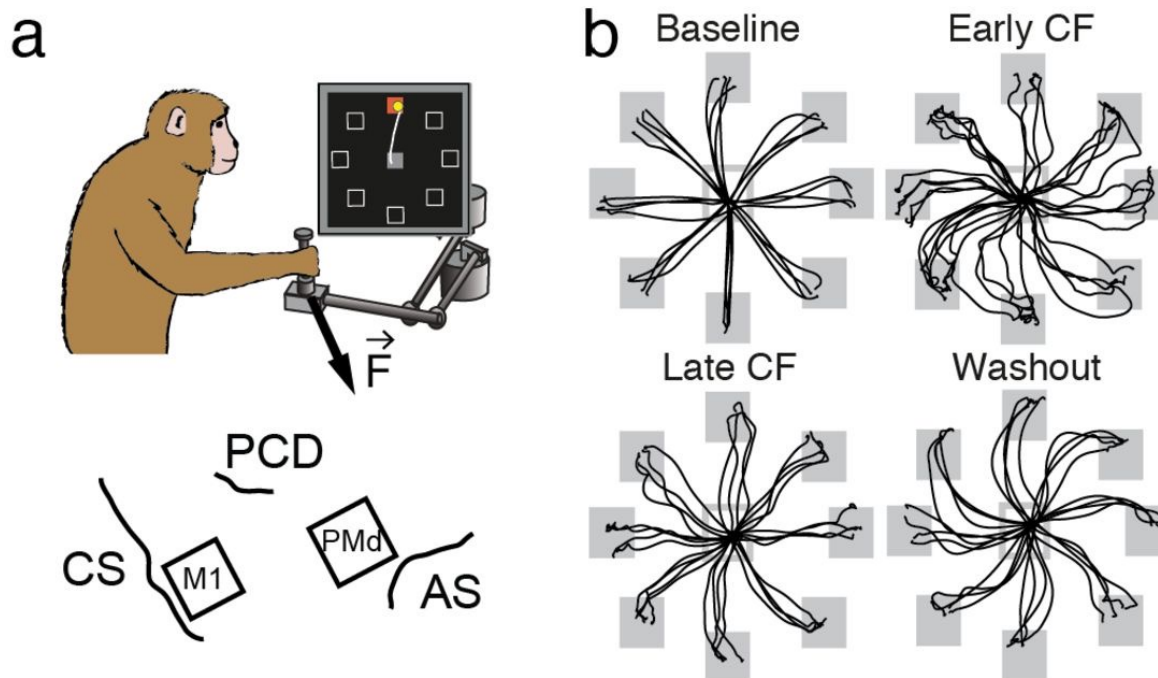 a
F
PCD
CS
M1
PMd
AS
b
Baseline
Early CF
Late CF
Washout